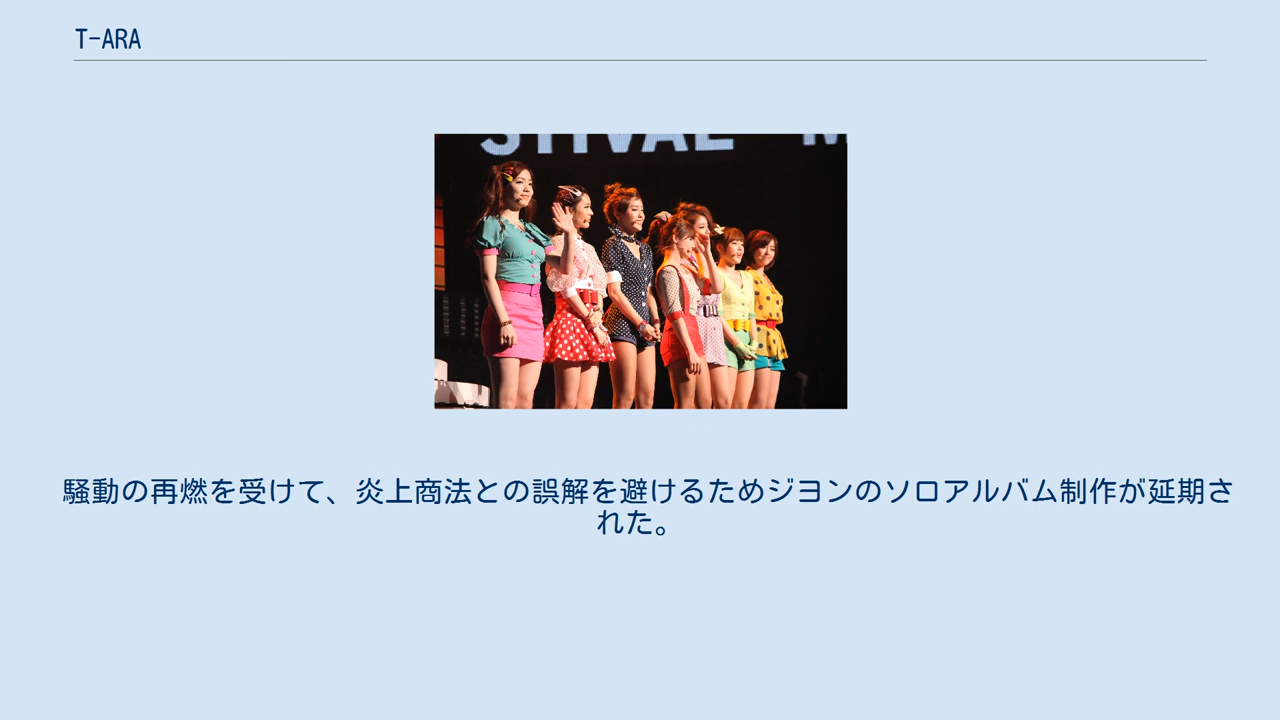 T-ARA
STIVAL M
騒動の再燃を受けて、炎上商法との誤解を避けるためジヨンのソロアルバム制作が延期さ
れた。